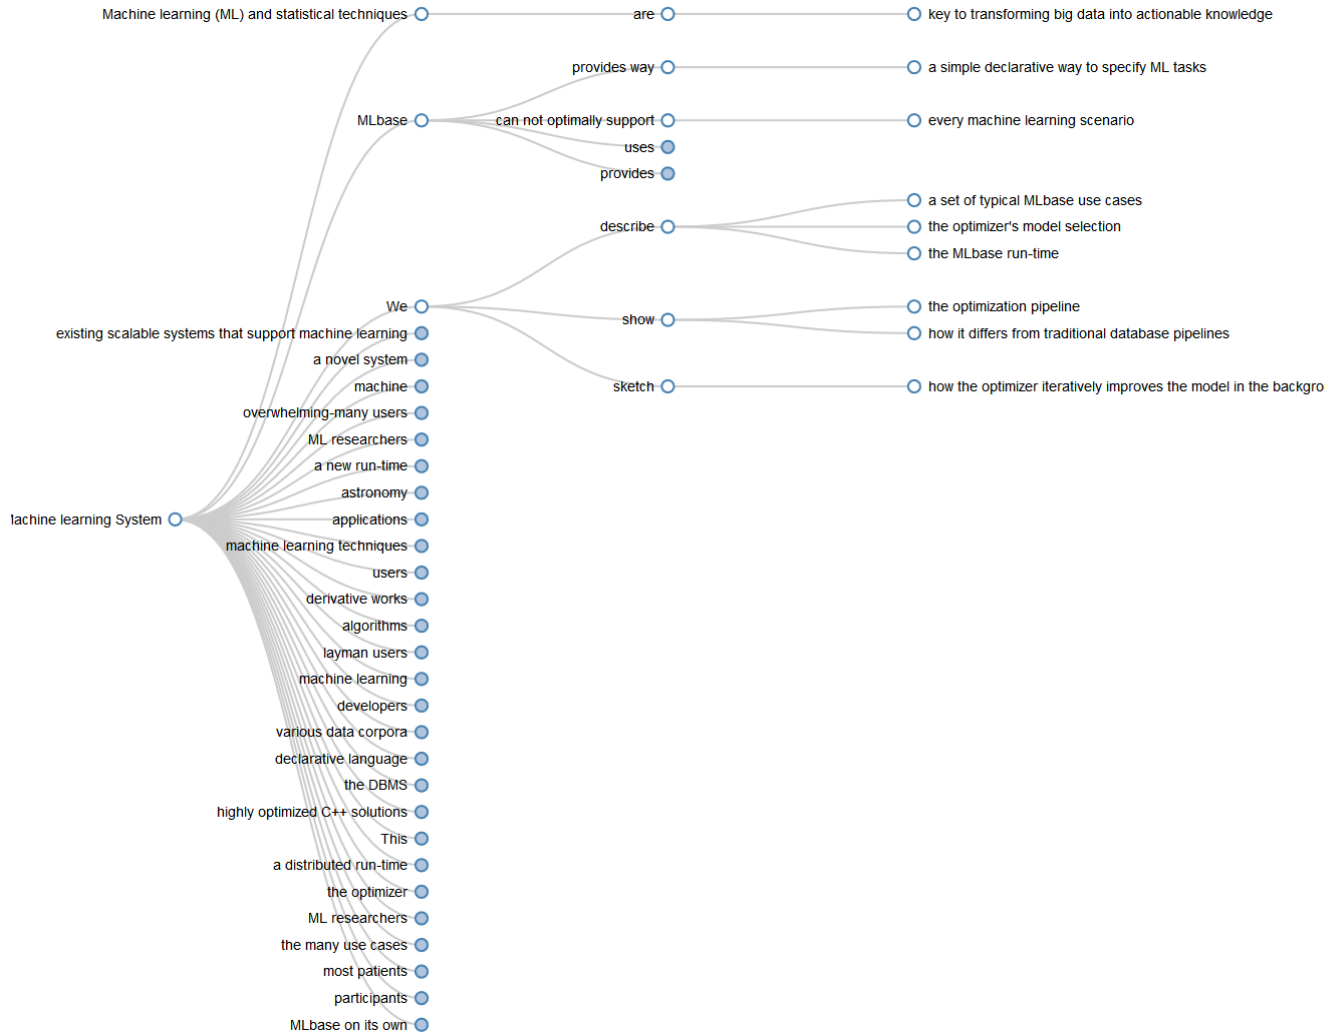 Machine learning (ML) and statistical techniques are key to transforming big data into actionable knowledge
provides way a simple declarative way to specify ML tasks
MLbase can not optimally support every machine learning scenario
uses
provides
a set of typical MLbase use cases
describe the optimizer's model selection
the MLbase run-time
We the optimization pipeline
show
existing scalable systems that support machine learning how it differs from traditional database pipelines
a novel system
machine sketch how the optimizer iteratively improves the model in the backgro
overwhelming-many users
ML researchers
a new run-time
astronomy
learning System applications
machine learning techniques
users
derivative works
algorithms
layman users
machine learning
developers
various data corpora
declarative language
the DBMS
highly optimized C++ solutions
This
a distributed run-time
the optimizer
ML researchers
the many use cases
most patients
participants
MLbase on its own